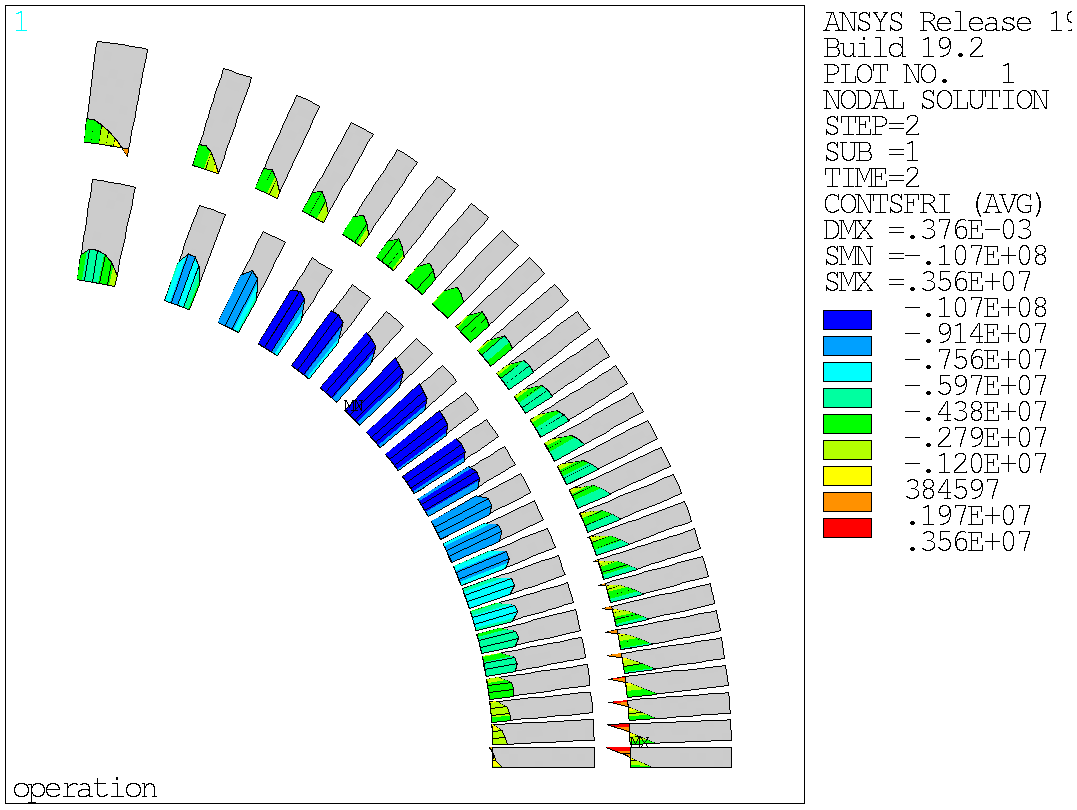 1
ANSYS Release 19
Build 19.2
PLOT NO.   1
NODAL SOLUTION
STEP=2
SUB =1
TIME=2
CONTSFRI (AVG)
DMX =.376E-03
SMN =-.107E+08
SMX =.356E+07
-.107E+08
-.914E+07
-.756E+07
-.597E+07
-.438E+07
-.279E+07
-.120E+07
384597
.197E+07
.356E+07
MX
operation